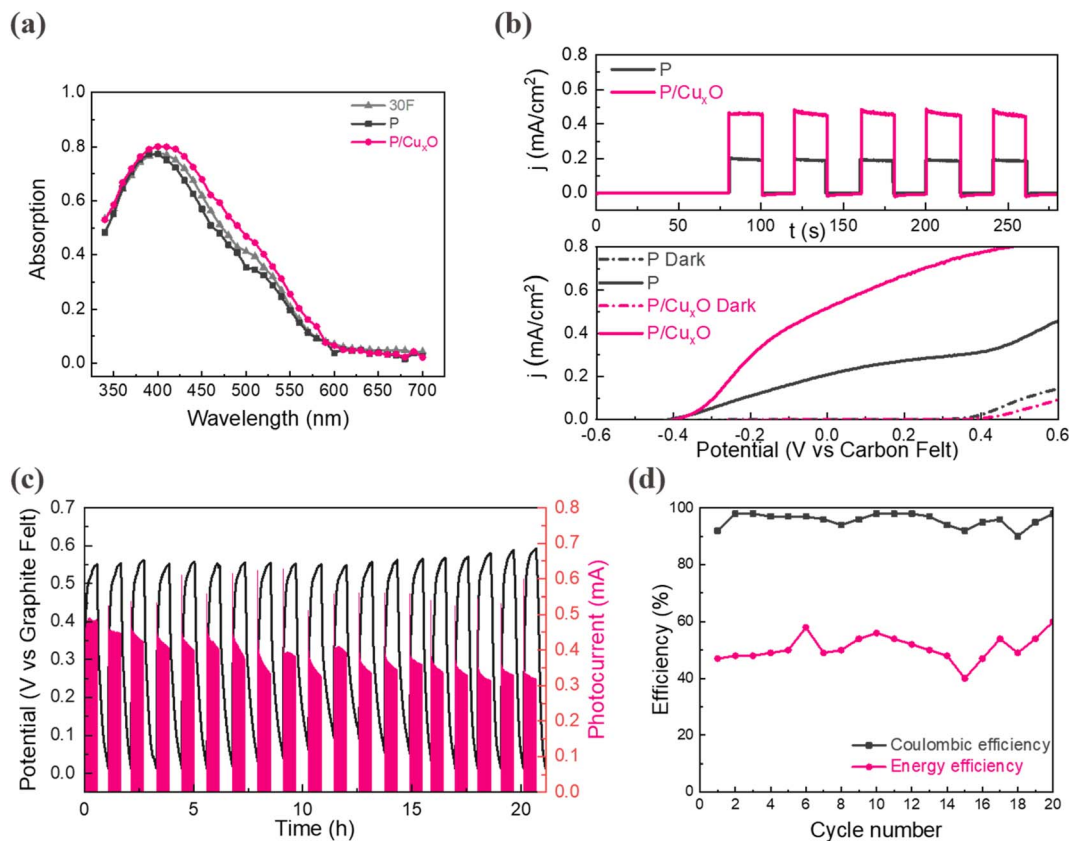 (a)
1.0
0.8
0.6
0.4
0.2
0.0
Absorption
30F
P
P/CuₓO
350 400 450 500 550 600 650 700
Wavelength (nm)
(b)
0.8
0.6
0.4
0.2
0.0
j (mA/cm²)
P
P/CuₓO
0 50 100 150 200 250
t (s)
0.8
0.6
0.4
0.2
0.0
j (mA/cm²)
P Dark
P
P/CuₓO Dark
P/CuₓO
-0.6 -0.4 -0.2 0.0 0.2 0.4 0.6
Potential (V vs Carbon Felt)
(c)
0.7
0.6
0.5
0.4
0.3
0.2
0.1
0.0
Potential (V vs Graphite Felt)
0.8
0.7
0.6
0.5
0.4
0.3
0.2
0.1
0.0
Photocurrent (mA)
0 5 10 15 20
Time (h)
(d)
100
80
60
40
20
0
Efficiency (%)
Coulombic efficiency
Energy efficiency
2 4 6 8 10 12 14 16 18 20
Cycle number